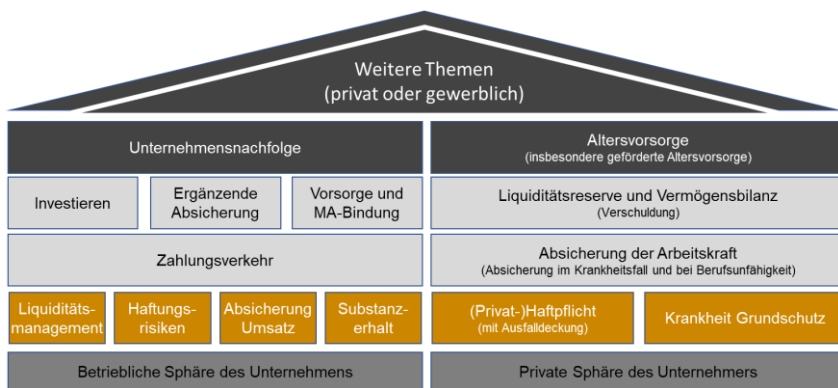 Weitere Themen
(privat oder gewerblich)
Unternehmensnachfolge
Altersvorsorge
(insbesondere geförderte Altersvorsorge)
Investieren
Ergänzende
Absicherung
Vorsorge und
MA-Bindung
Liquiditätsreserve und Vermögensbilanz
(Verschuldung)
Zahlungsverkehr
Absicherung der Arbeitskraft
(Absicherung im Krankheitsfall und bei Berufsunfähigkeit)
Liquiditäts-
management
Haftungs-
risiken
Absicherung
Umsatz
Substanz-
erhalt
(Privat-)Haftpflicht
(mit Ausfalldeckung)
Krankheit Grundschutz
Betriebliche Sphäre des Unternehmens
Private Sphäre des Unternehmers